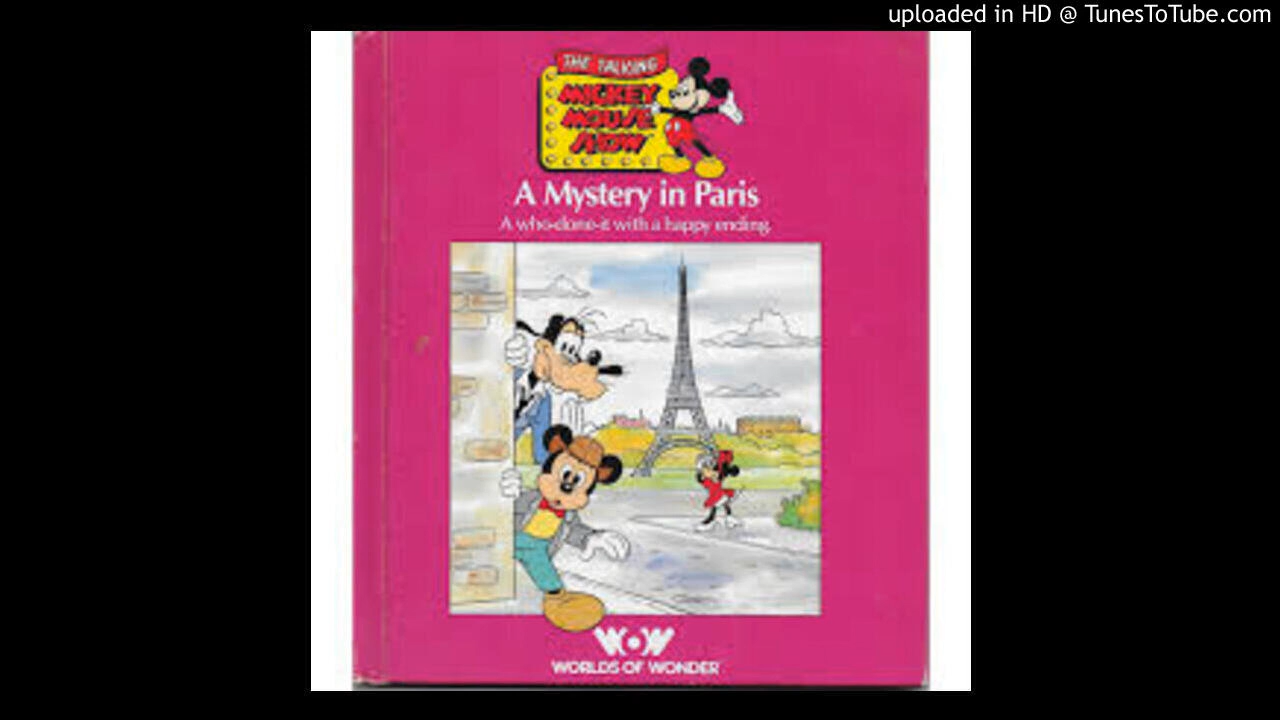 uploaded in HD @ TunesToTube.com
THE TALKING
MICKEY
MOUSE
SHOW
A Mystery in Paris
A who-done-it with a happy ending.
WOW
WORLDS OF WONDER